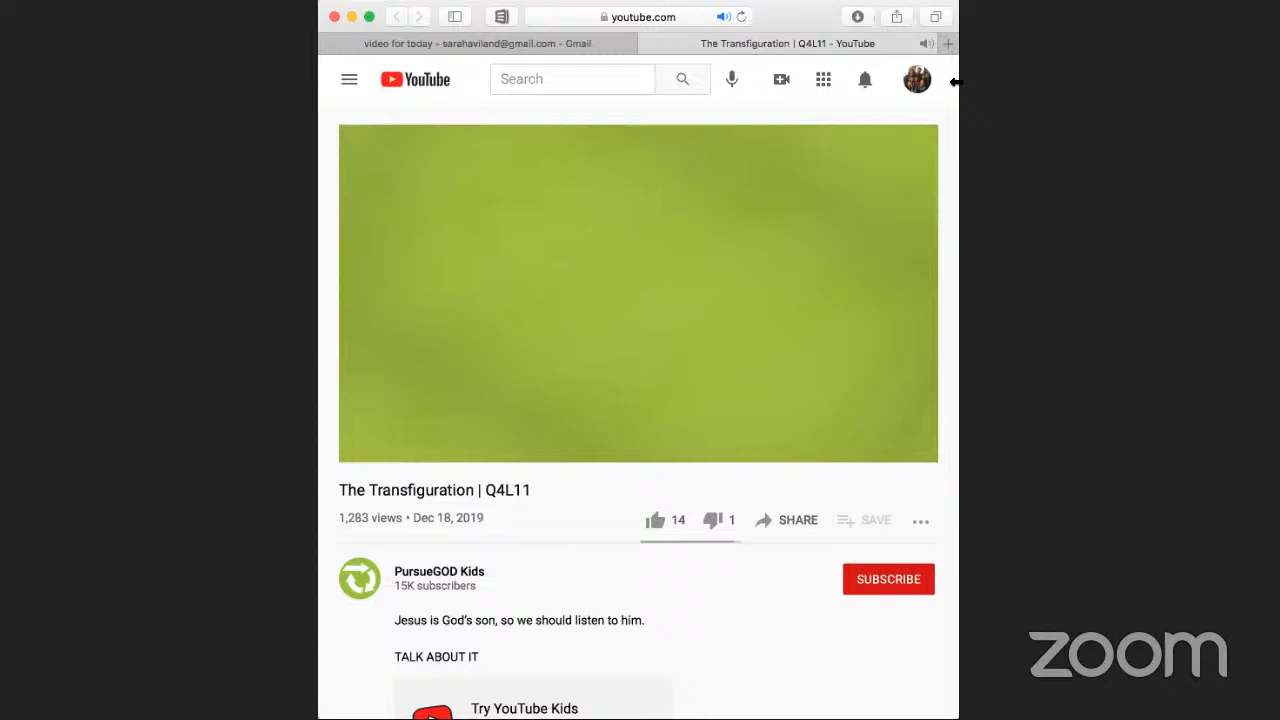 youtube.com
video for today - sarahaviland@gmail.com - Gmail
The Transfiguration | Q4L11 - YouTube
YouTube
Search
The Transfiguration | Q4L11
1,283 views • Dec 18, 2019
14
1
SHARE
SAVE
PursueGOD Kids
15K subscribers
SUBSCRIBE
Jesus is God's son, so we should listen to him.
TALK ABOUT IT
Try YouTube Kids
zoom